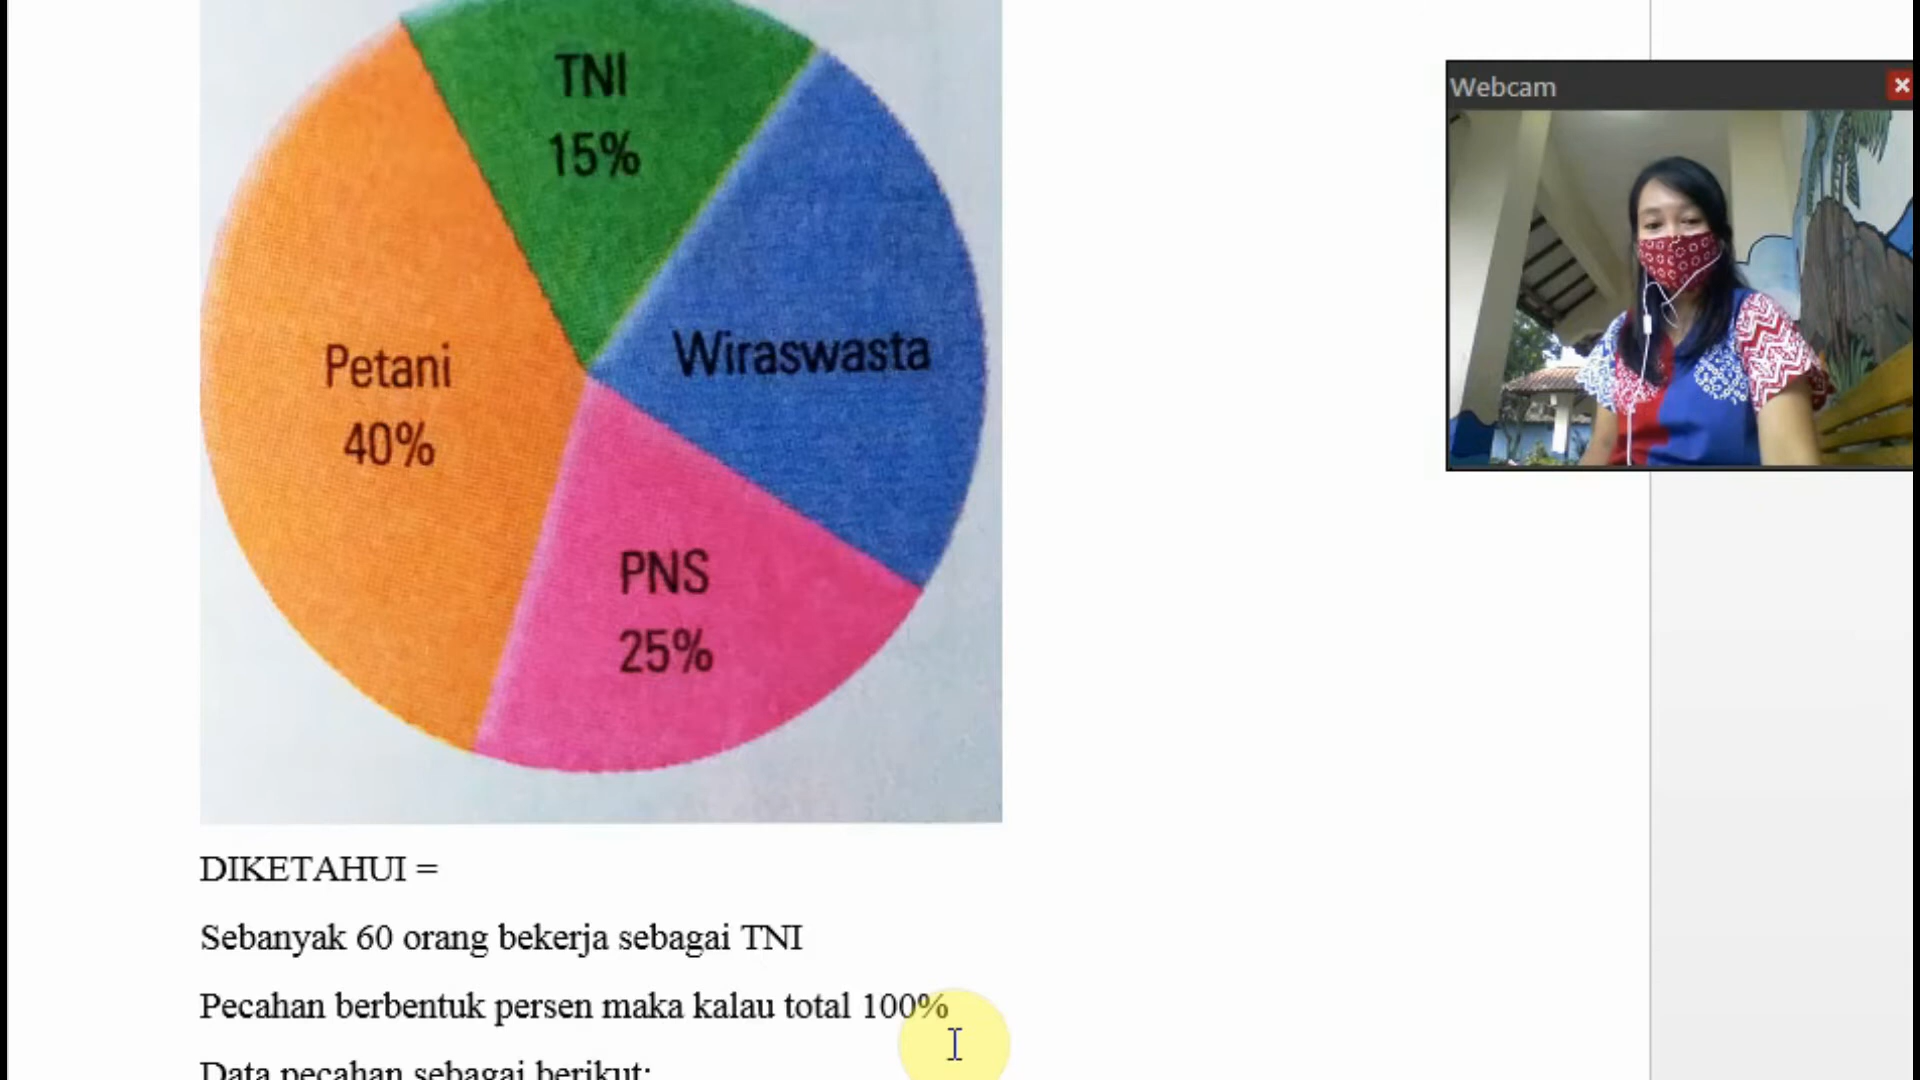 TNI
15%
Webcam
Wiraswasta
Petani
40%
PNS
25%
DIKETAHUI =
Sebanyak 60 orang bekerja sebagai TNI
Pecahan berbentuk persen maka kalau total 100%
Data pecahan sebagai berikut: